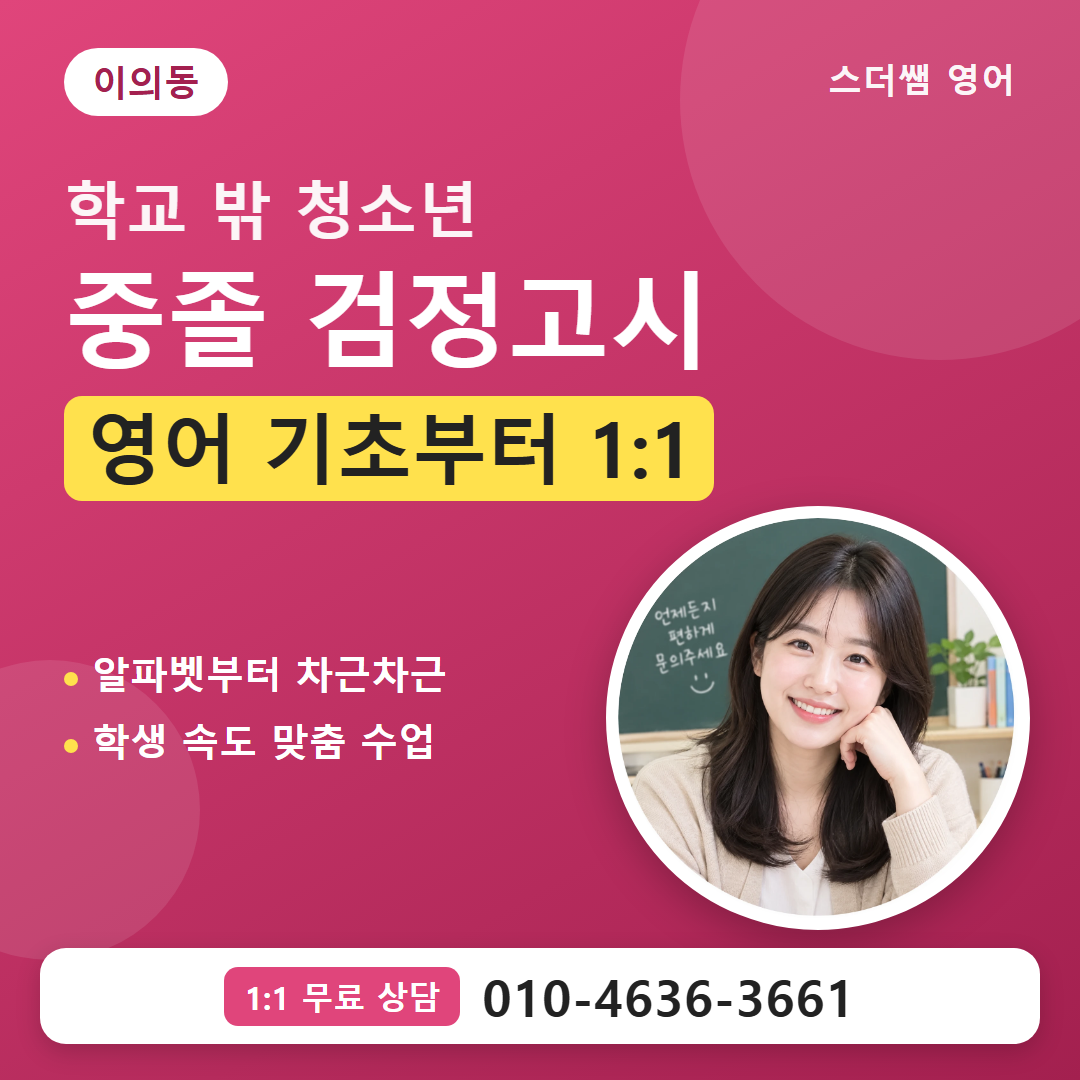 이의동
스더쌤 영어
학교 밖 청소년
중졸 검정고시
영어 기초부터 1:1
언제든지
편하게
문의주세요
알파벳부터 차근차근
학생 속도 맞춤 수업
1:1 무료 상담 010-4636-3661